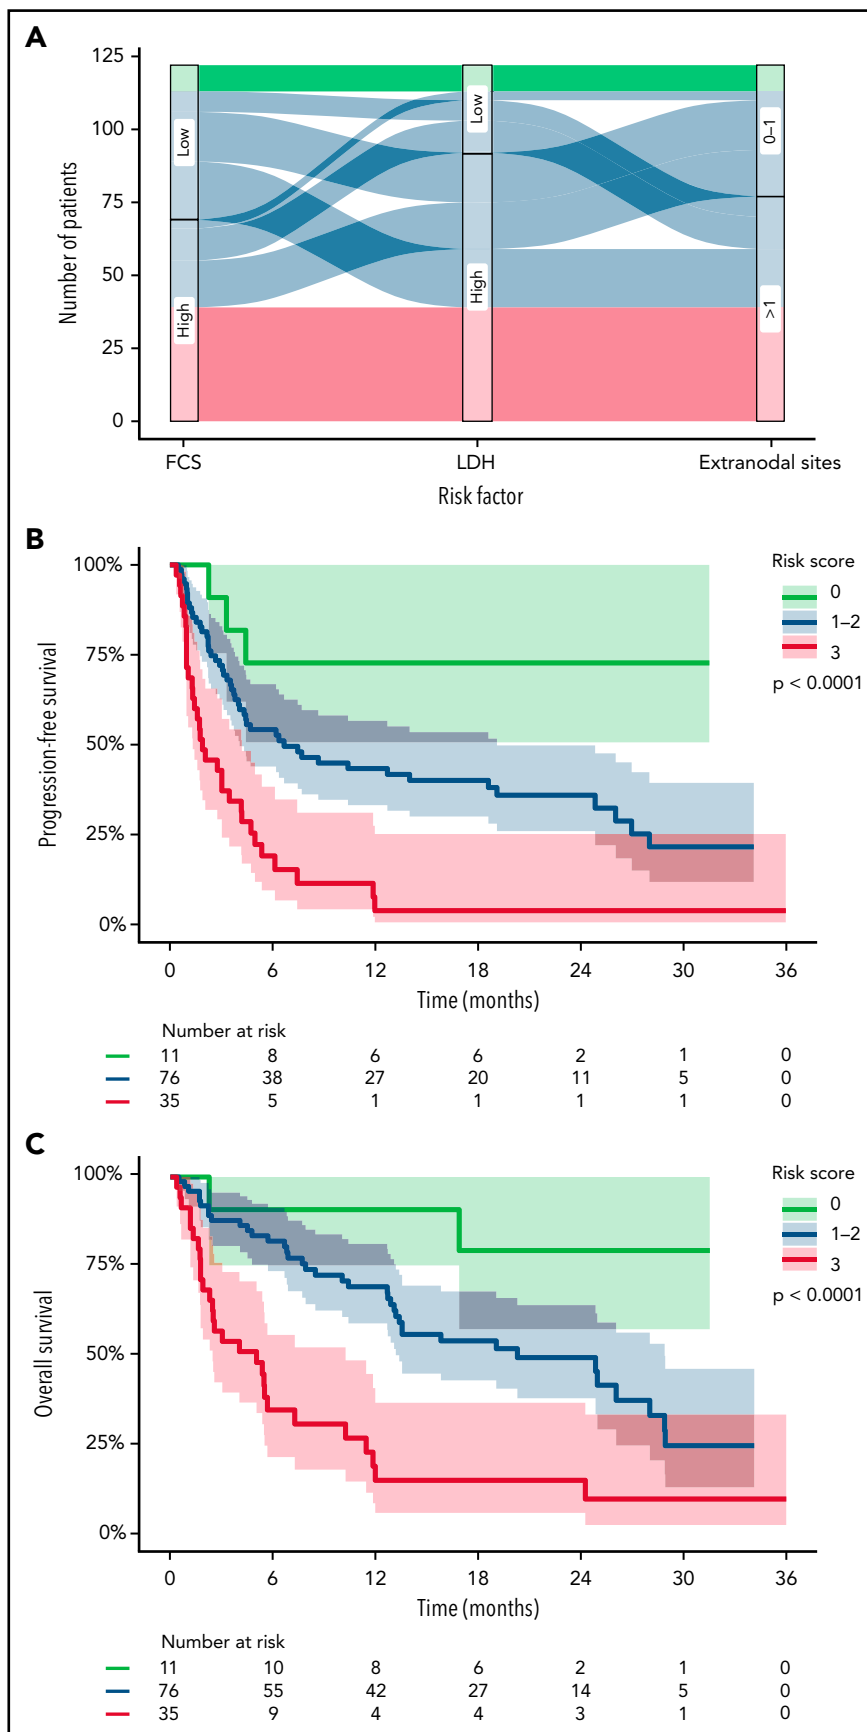 A
125
100
75
50
25
0
Number of patients
Low
High
Low
High
0–1
>1
FCS LDH Extranodal sites
Risk factor
B
100%
75%
50%
25%
0%
Progression-free survival
Risk score
0
1–2
3
p < 0.0001
0 6 12 18 24 30 36
Time (months)
Number at risk
11 8 6 6 2 1 0
76 38 27 20 11 5 0
35 5 1 1 1 1 0
C
100%
75%
50%
25%
0%
Overall survival
Risk score
0
1–2
3
p < 0.0001
0 6 12 18 24 30 36
Time (months)
Number at risk
11 10 8 6 2 1 0
76 55 42 27 14 5 0
35 9 4 4 3 1 0